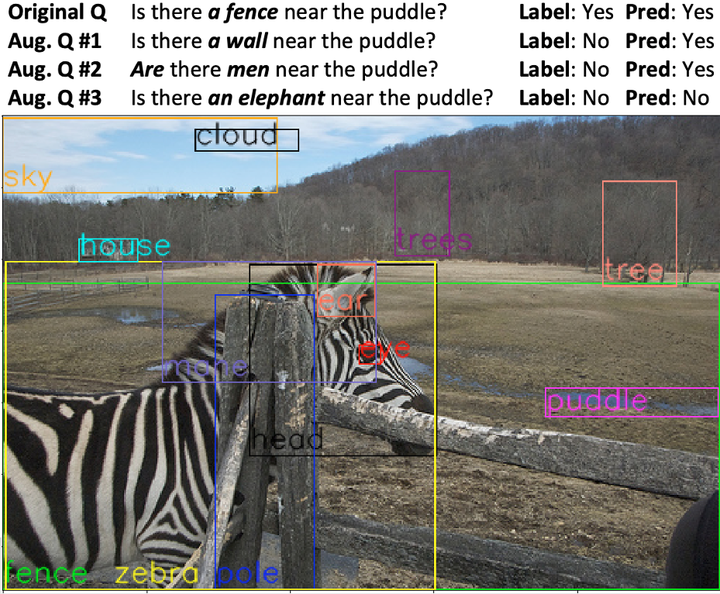 Original Q Is there a fence near the puddle? Label: Yes Pred: Yes
Aug. Q #1 Is there a wall near the puddle? Label: No Pred: Yes
Aug. Q #2 Are there men near the puddle? Label: No Pred: Yes
Aug. Q #3 Is there an elephant near the puddle? Label: No Pred: No
cloud
sky
house
trees
tree
ear
eye
mane
puddle
head
fence zebra pole